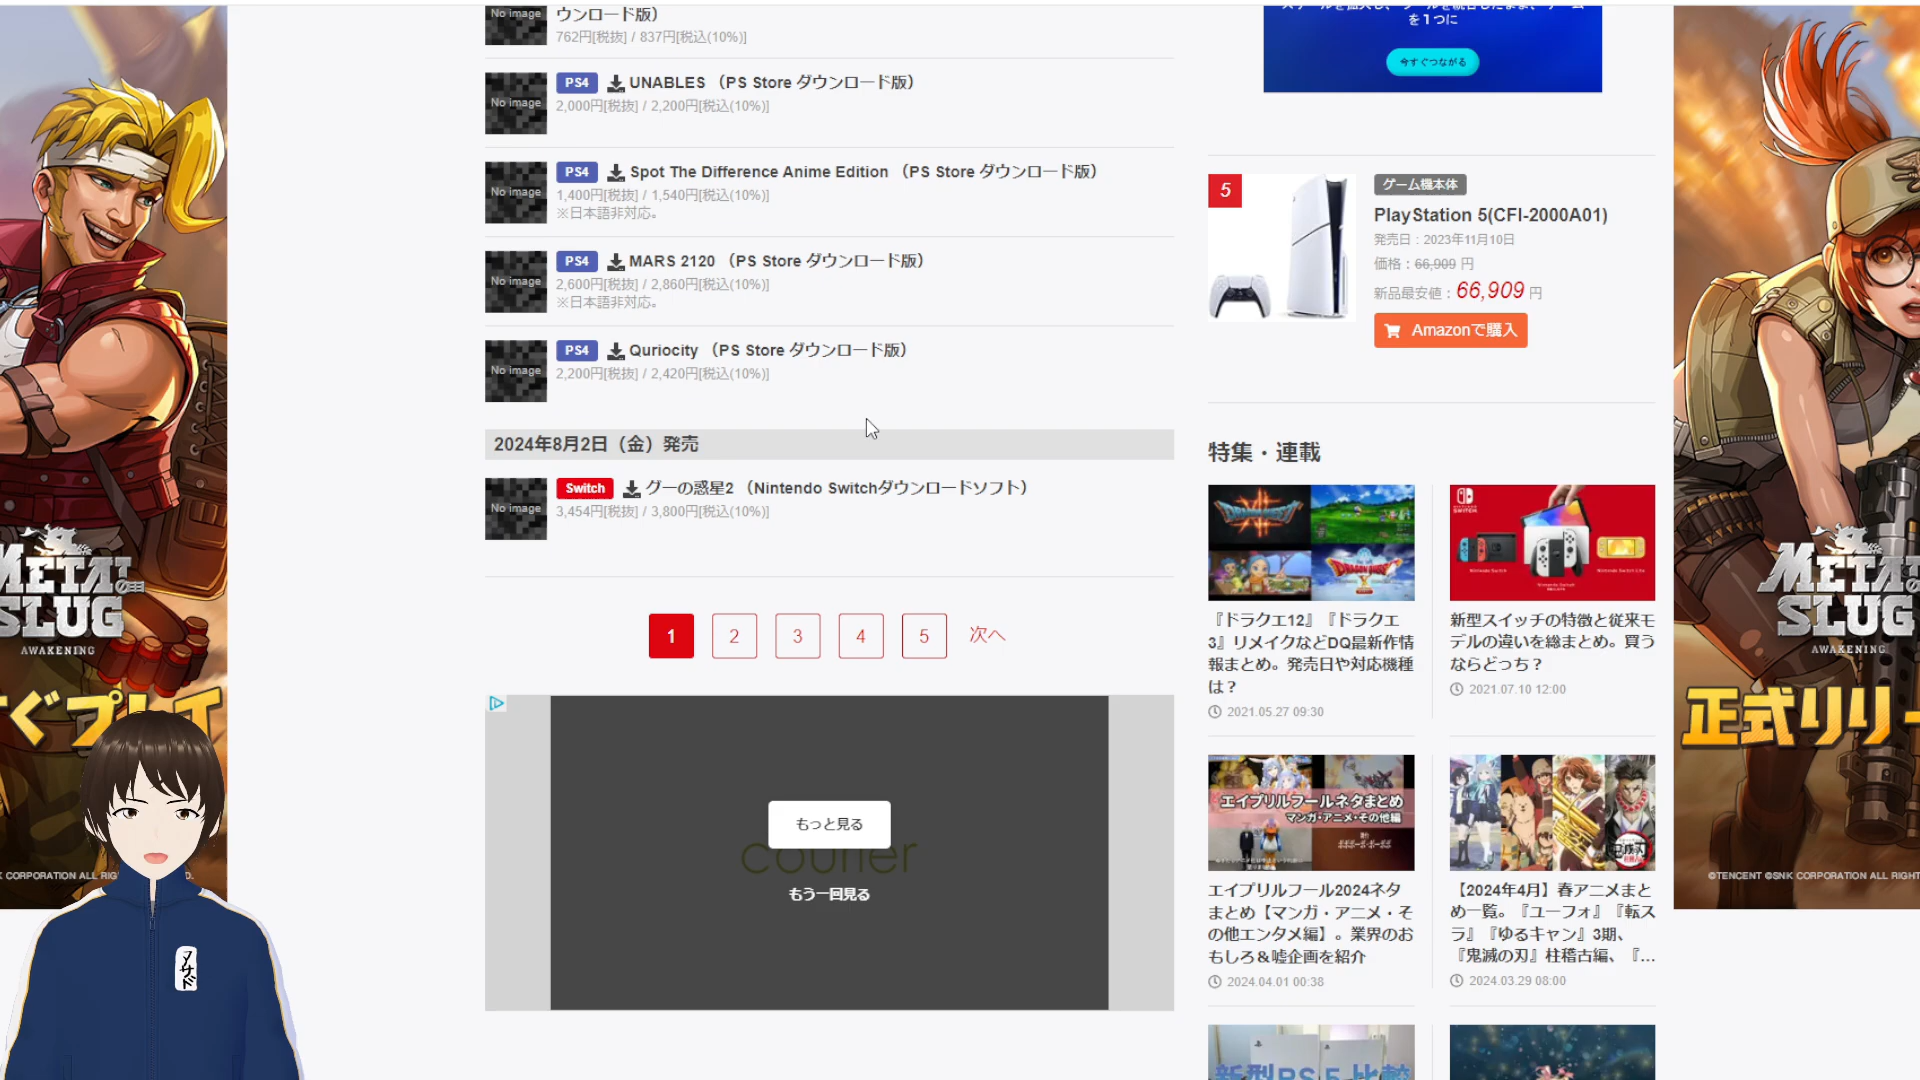 No image
ウンロード版）
762円[税抜] / 837円[税込(10%)]
No image
PS4 UNABLES （PS Store ダウンロード版）
2,000円[税抜] / 2,200円[税込(10%)]
No image
PS4 Spot The Difference Anime Edition （PS Store ダウンロード版）
1,400円[税抜] / 1,540円[税込(10%)]
※日本語非対応。
No image
PS4 MARS 2120 （PS Store ダウンロード版）
2,600円[税抜] / 2,860円[税込(10%)]
※日本語非対応。
No image
PS4 Quriocity （PS Store ダウンロード版）
2,200円[税抜] / 2,420円[税込(10%)]
2024年8月2日（金）発売
No image
Switch グーの惑星2 （Nintendo Switchダウンロードソフト）
3,454円[税抜] / 3,800円[税込(10%)]
1 2 3 4 5 次へ
もっと見る
courier
もう一回見る
を1つに
今すぐつながる
5
ゲーム機本体
PlayStation 5(CFI-2000A01)
発売日：2023年11月10日
価格：66,909 円
新品最安値：66,909 円
Amazonで購入
特集・連載
DRAGON QUEST
『ドラクエ12』『ドラクエ
3』リメイクなどDQ最新作情
報まとめ。発売日や対応機種
は？
2021.05.27 09:30
新型スイッチの特徴と従来モ
デルの違いを総まとめ。買う
ならどっち？
2021.07.10 12:00
エイプリルフールネタまとめ
マンガ・アニメ・その他編
エイプリルフール2024ネタ
まとめ【マンガ・アニメ・そ
の他エンタメ編】。業界のお
もしろ＆嘘企画を紹介
2024.04.01 00:38
【2024年4月】春アニメまと
め一覧。『ユーフォ』『転ス
ラ』『ゆるキャン』3期、
『鬼滅の刃』柱稽古編、『…
2024.03.29 08:00
新型PS5比較
METAL
SLUG
AWAKENING
ぐプレイ
K CORPORATION ALL RIG
D.
METAL
SLUG
AWAKENING
正式リリー
©TENCENT ©SNK CORPORATION ALL RIGHT